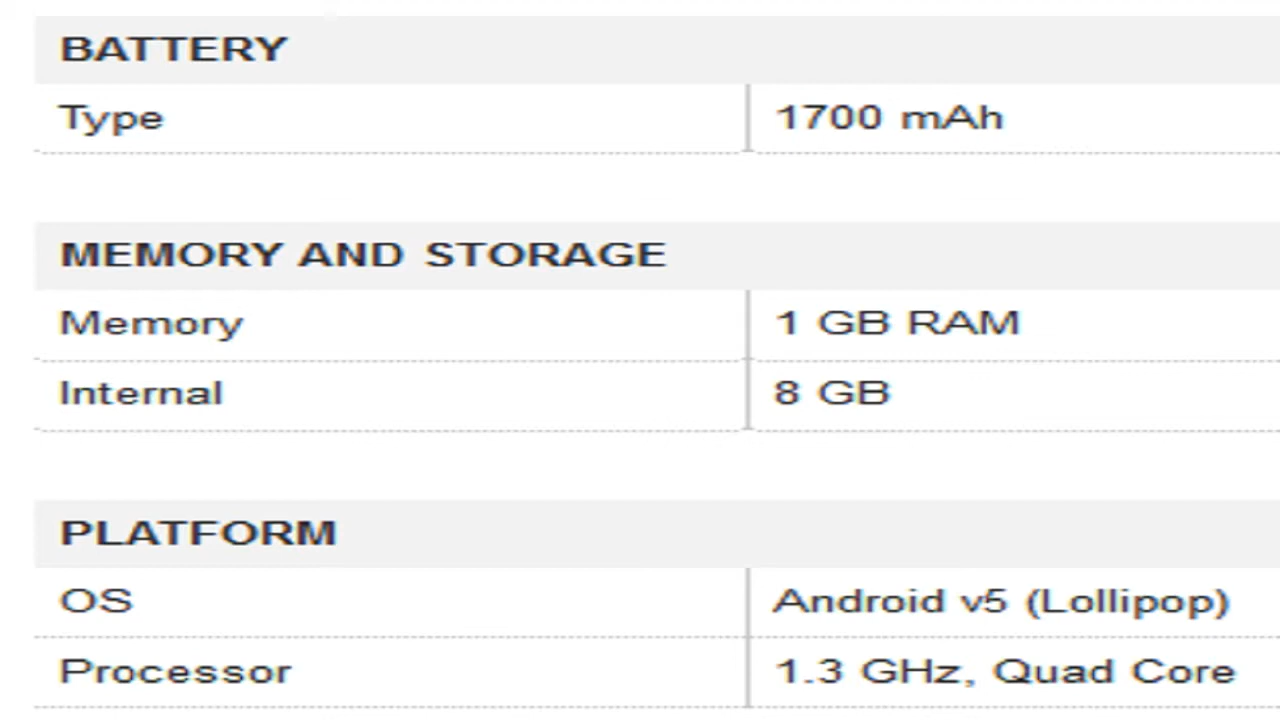 BATTERY
Type 1700 mAh
MEMORY AND STORAGE
Memory 1 GB RAM
Internal 8 GB
PLATFORM
OS Android v5 (Lollipop)
Processor 1.3 GHz, Quad Core